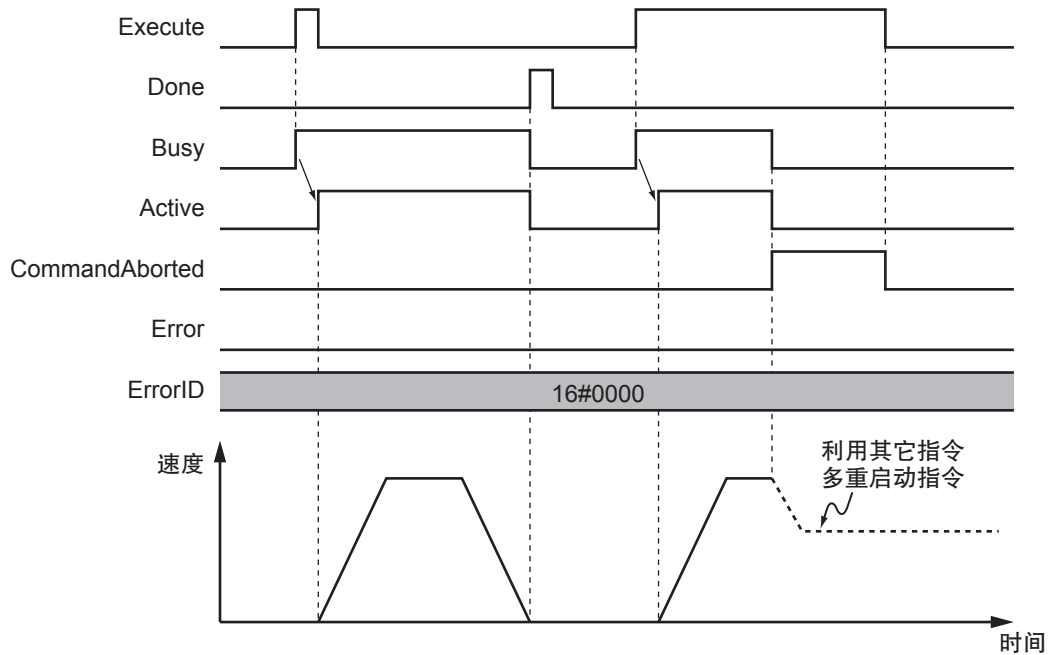 Execute
Done
Busy
Active
CommandAborted
Error
ErrorID
16#0000
速度
利用其它指令
多重启动指令
时间